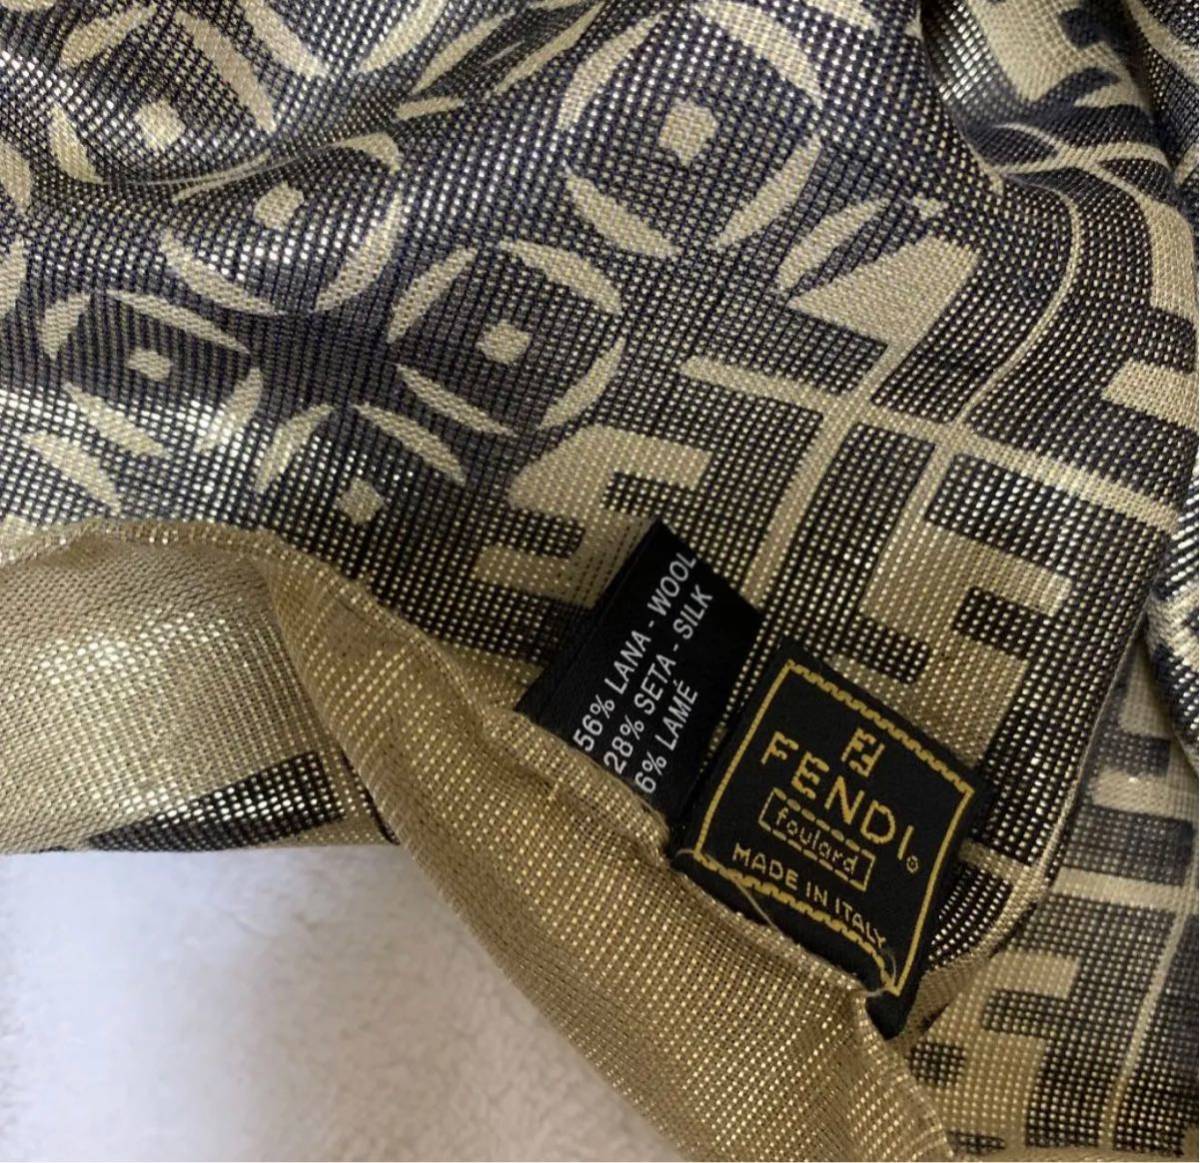 56% LANA - WOOL
28% SETA - SILK
6% LAMÉ
FENDI
foulard
MADE IN ITALY